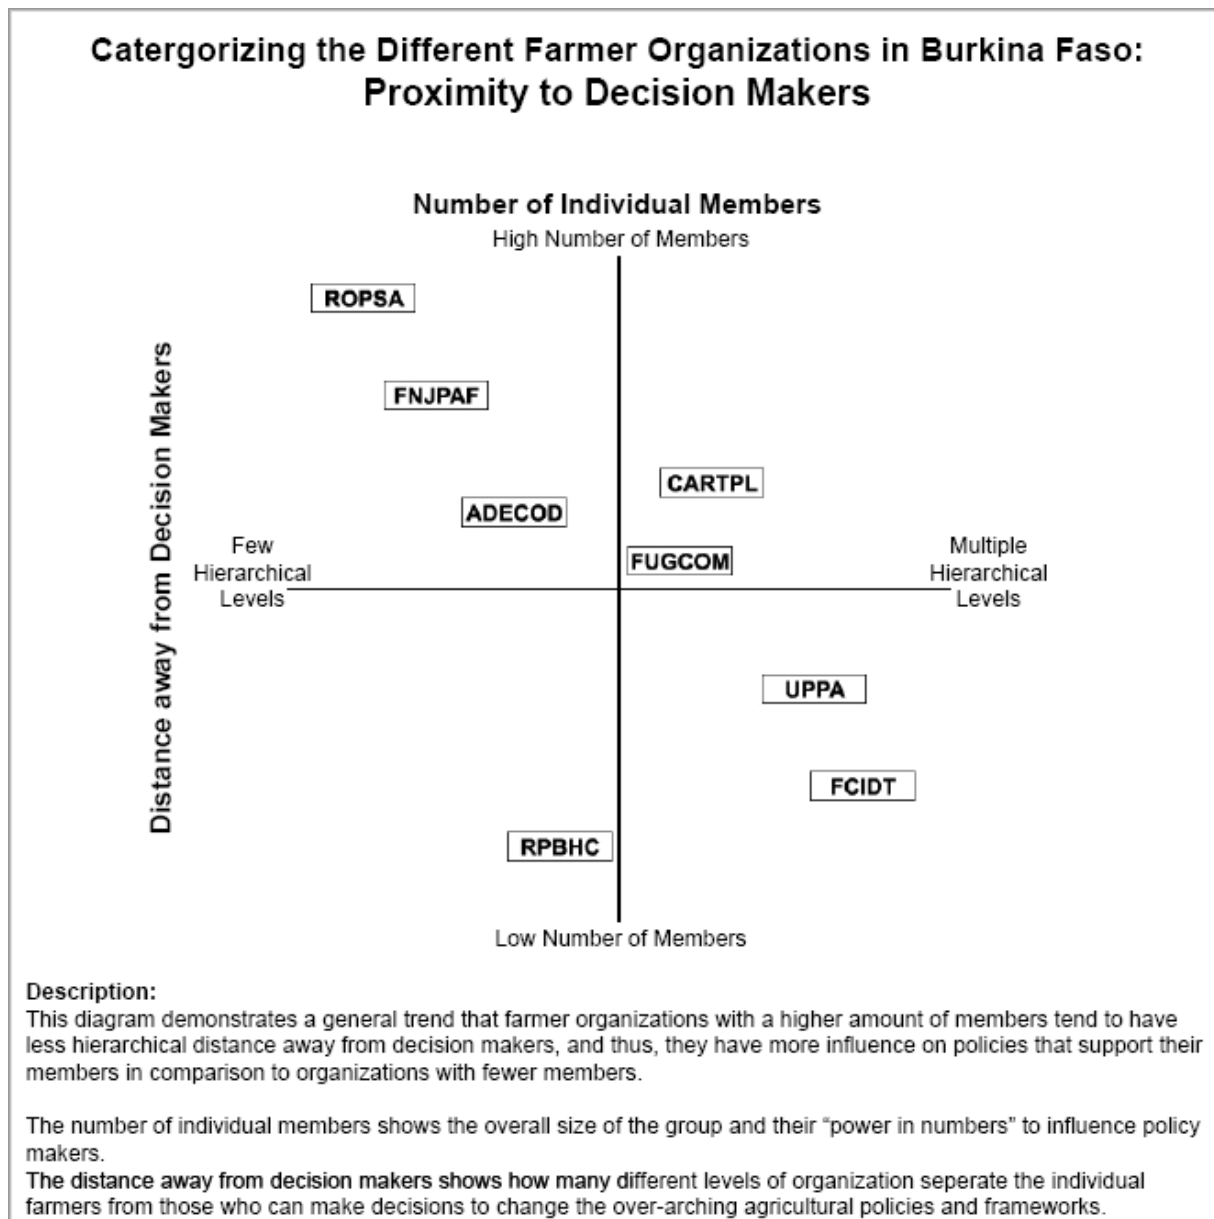 Catergorizing the Different Farmer Organizations in Burkina Faso:
Proximity to Decision Makers
Number of Individual Members
High Number of Members
ROPSA
Distance away from Decision Makers
FNJPAF
CARTPL
ADECOD
Few
Hierarchical
Levels
FUGCOM
Multiple
Hierarchical
Levels
UPPA
FCIDT
RPBHC
Low Number of Members
Description:
This diagram demonstrates a general trend that farmer organizations with a higher amount of members tend to have
less hierarchical distance away from decision makers, and thus, they have more influence on policies that support their
members in comparison to organizations with fewer members.
The number of individual members shows the overall size of the group and their “power in numbers” to influence policy
makers.
The distance away from decision makers shows how many different levels of organization seperate the individual
farmers from those who can make decisions to change the over-arching agricultural policies and frameworks.